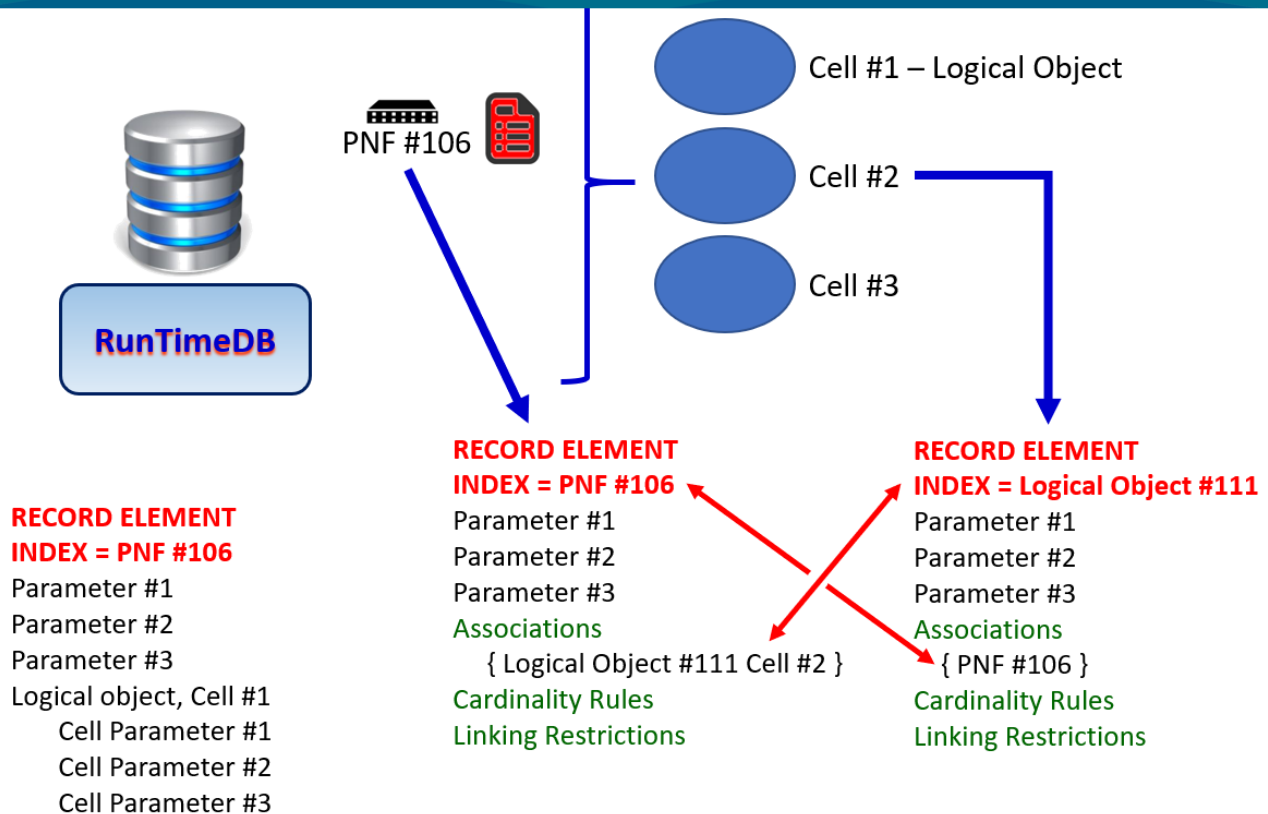 Cell #1 – Logical Object
PNF #106
Cell #2
Cell #3
RunTimeDB
RECORD ELEMENT
INDEX = PNF #106
Parameter #1
Parameter #2
Parameter #3
Logical object, Cell #1
Cell Parameter #1
Cell Parameter #2
Cell Parameter #3
RECORD ELEMENT
INDEX = PNF #106
Parameter #1
Parameter #2
Parameter #3
Associations
{ Logical Object #111 Cell #2 }
Cardinality Rules
Linking Restrictions
RECORD ELEMENT
INDEX = Logical Object #111
Parameter #1
Parameter #2
Parameter #3
Associations
{ PNF #106 }
Cardinality Rules
Linking Restrictions